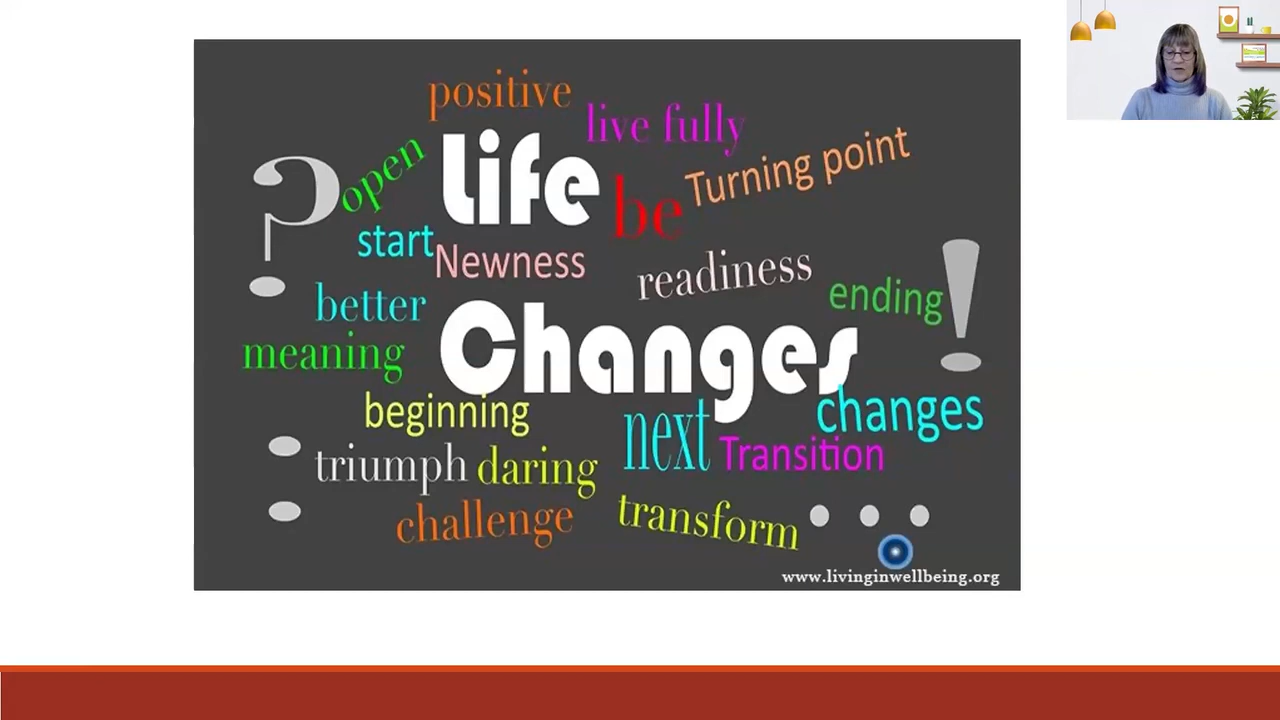 positive
live fully
open
Life
be
Turning point
?
start
Newness
readiness
ending
!
better
meaning
Changes
changes
beginning
next
Transition
:
triumph
daring
challenge
transform
...
www.livinginwellbeing.org